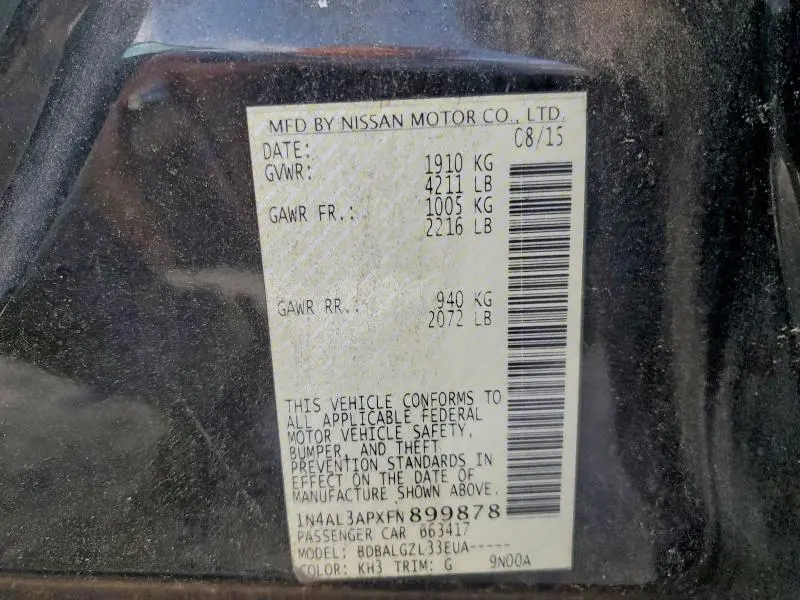 MFD BY NISSAN MOTOR CO., LTD.
DATE: 08/15
GVWR: 1910 KG
4211 LB
GAWR FR.: 1005 KG
2216 LB
GAWR RR.: 940 KG
2072 LB
THIS VEHICLE CONFORMS TO
ALL APPLICABLE FEDERAL
MOTOR VEHICLE SAFETY,
BUMPER, AND THEFT
PREVENTION STANDARDS IN
EFFECT ON THE DATE OF
MANUFACTURE SHOWN ABOVE.
1N4AL3APXFN899878
PASSENGER CAR 663417
MODEL: BDBALGZL33EUA-----
COLOR: KH3 TRIM: G 9N00A